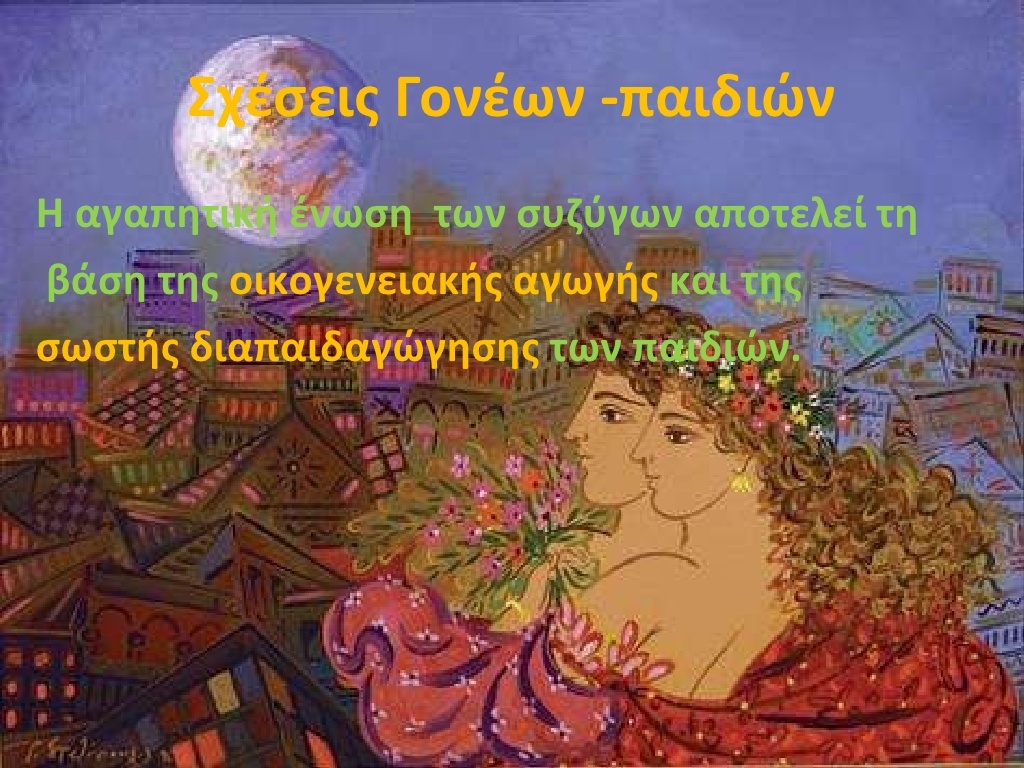 Σχέσεις Γονέων -παιδιών
Η αγαπητική ένωση των συζύγων αποτελεί τη
βάση της οικογενειακής αγωγής και της
σωστής διαπαιδαγώγησης των παιδιών.